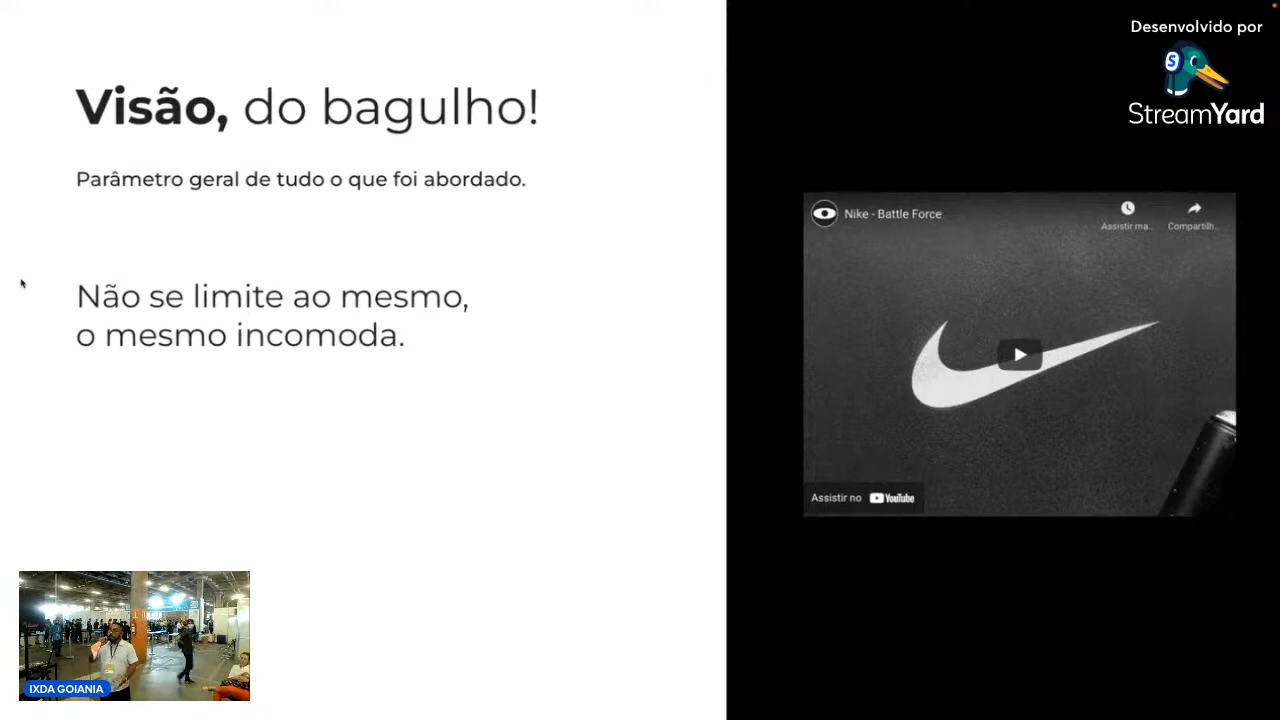 Visão, do bagulho!
Parâmetro geral de tudo o que foi abordado.
Não se limite ao mesmo,
o mesmo incomoda.
Desenvolvido por
S
StreamYard
Nike - Battle Force
Assistir ma..
Compartilh..
Assistir no YouTube
IXDA GOIANIA